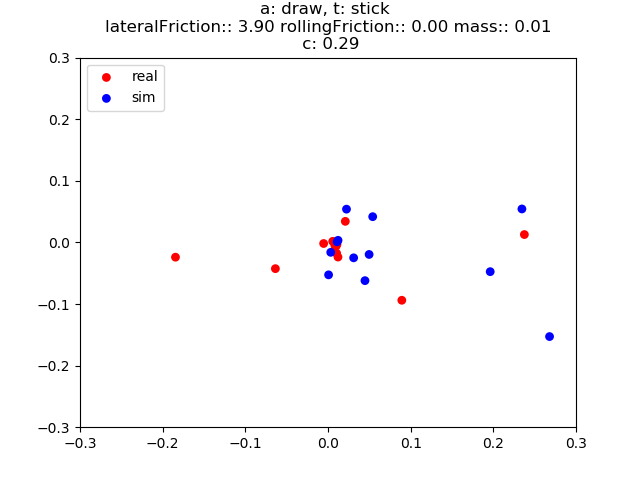 a: draw, t: stick
lateralFriction:: 3.90 rollingFriction:: 0.00 mass:: 0.01
c: 0.29
real
sim
0.3
0.2
0.1
0.0
−0.1
−0.2
−0.3
−0.3 −0.2 −0.1 0.0 0.1 0.2 0.3